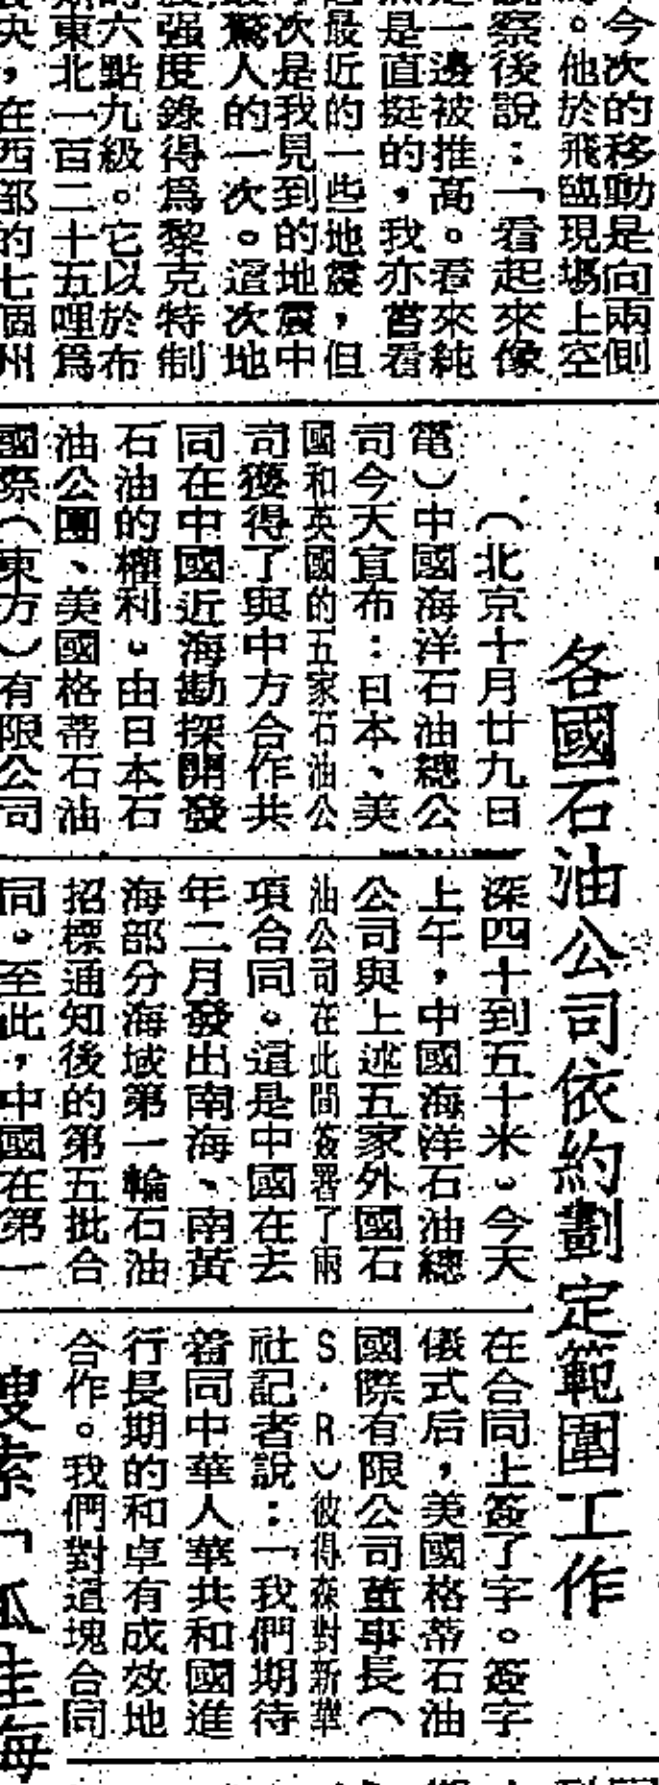 今次的移動是向兩側
。他於飛臨現場上空
察後說：「看起來像
一邊被推高。看來純
是直挺的，我亦曾看
最近的一些地震，但
次是我見到的地震中
驚人的一次。這次地
强度錄得爲黎克特制
的六點九級。它以於布
東北一百二十五哩爲
央，在西部的七個州
各國石油公司依約劃定範圍工作
（北京十月廿九日
電）中國海洋石油總公
司今天宣布：日本、美
國和英國的五家石油公
司獲得了與中方合作共
同在中國近海勘探開發
石油的權利。由日本石
油公團、美國格蒂石油
國際（東方）有限公司
深四十到五十米。今天
上午，中國海洋石油總
公司與上述五家外國石
油公司在此間簽署了兩
項合同。這是中國在去
年二月發出南海、南黃
海部分海域第一輪石油
招標通知後的第五批合
同。至此，中國在第一
在合同上簽了字。簽字
儀式后，美國格蒂石油
國際有限公司董事長（
S．R）彼得森對新華
社記者說：「我們期待
着同中華人華共和國進
行長期的和卓有成效地
合作。我們對這塊合同
搜索「